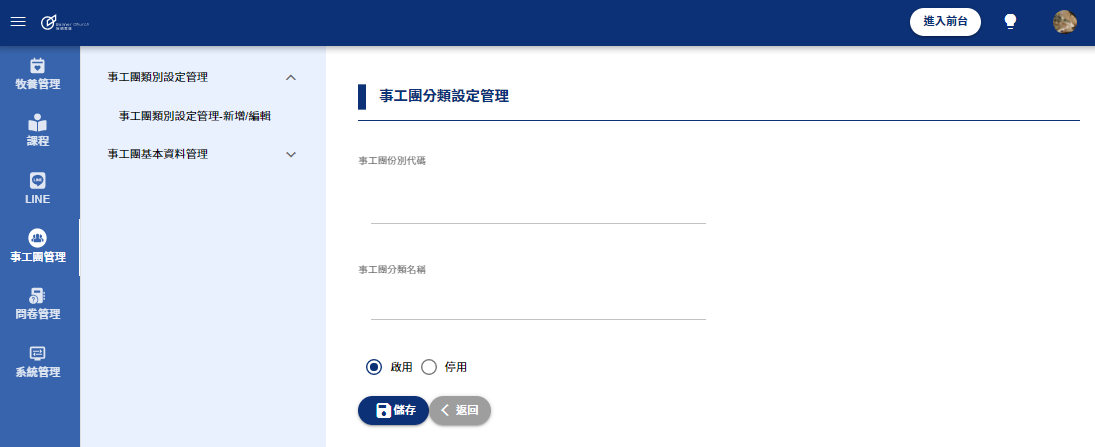 進入前台
牧養管理
課程
LINE
事工團管理
問卷管理
系統管理
事工團類別設定管理
事工團類別設定管理-新增/編輯
事工團基本資料管理
事工團分類設定管理
事工團份別代碼
事工團分類名稱
啟用
停用
儲存
返回